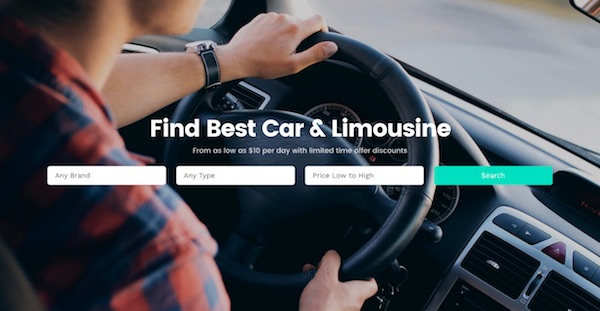 Find Best Car & Limousine
From as low as $10 per day with limited time offer discounts
Any Brand
Any Type
Price Low to High
Search